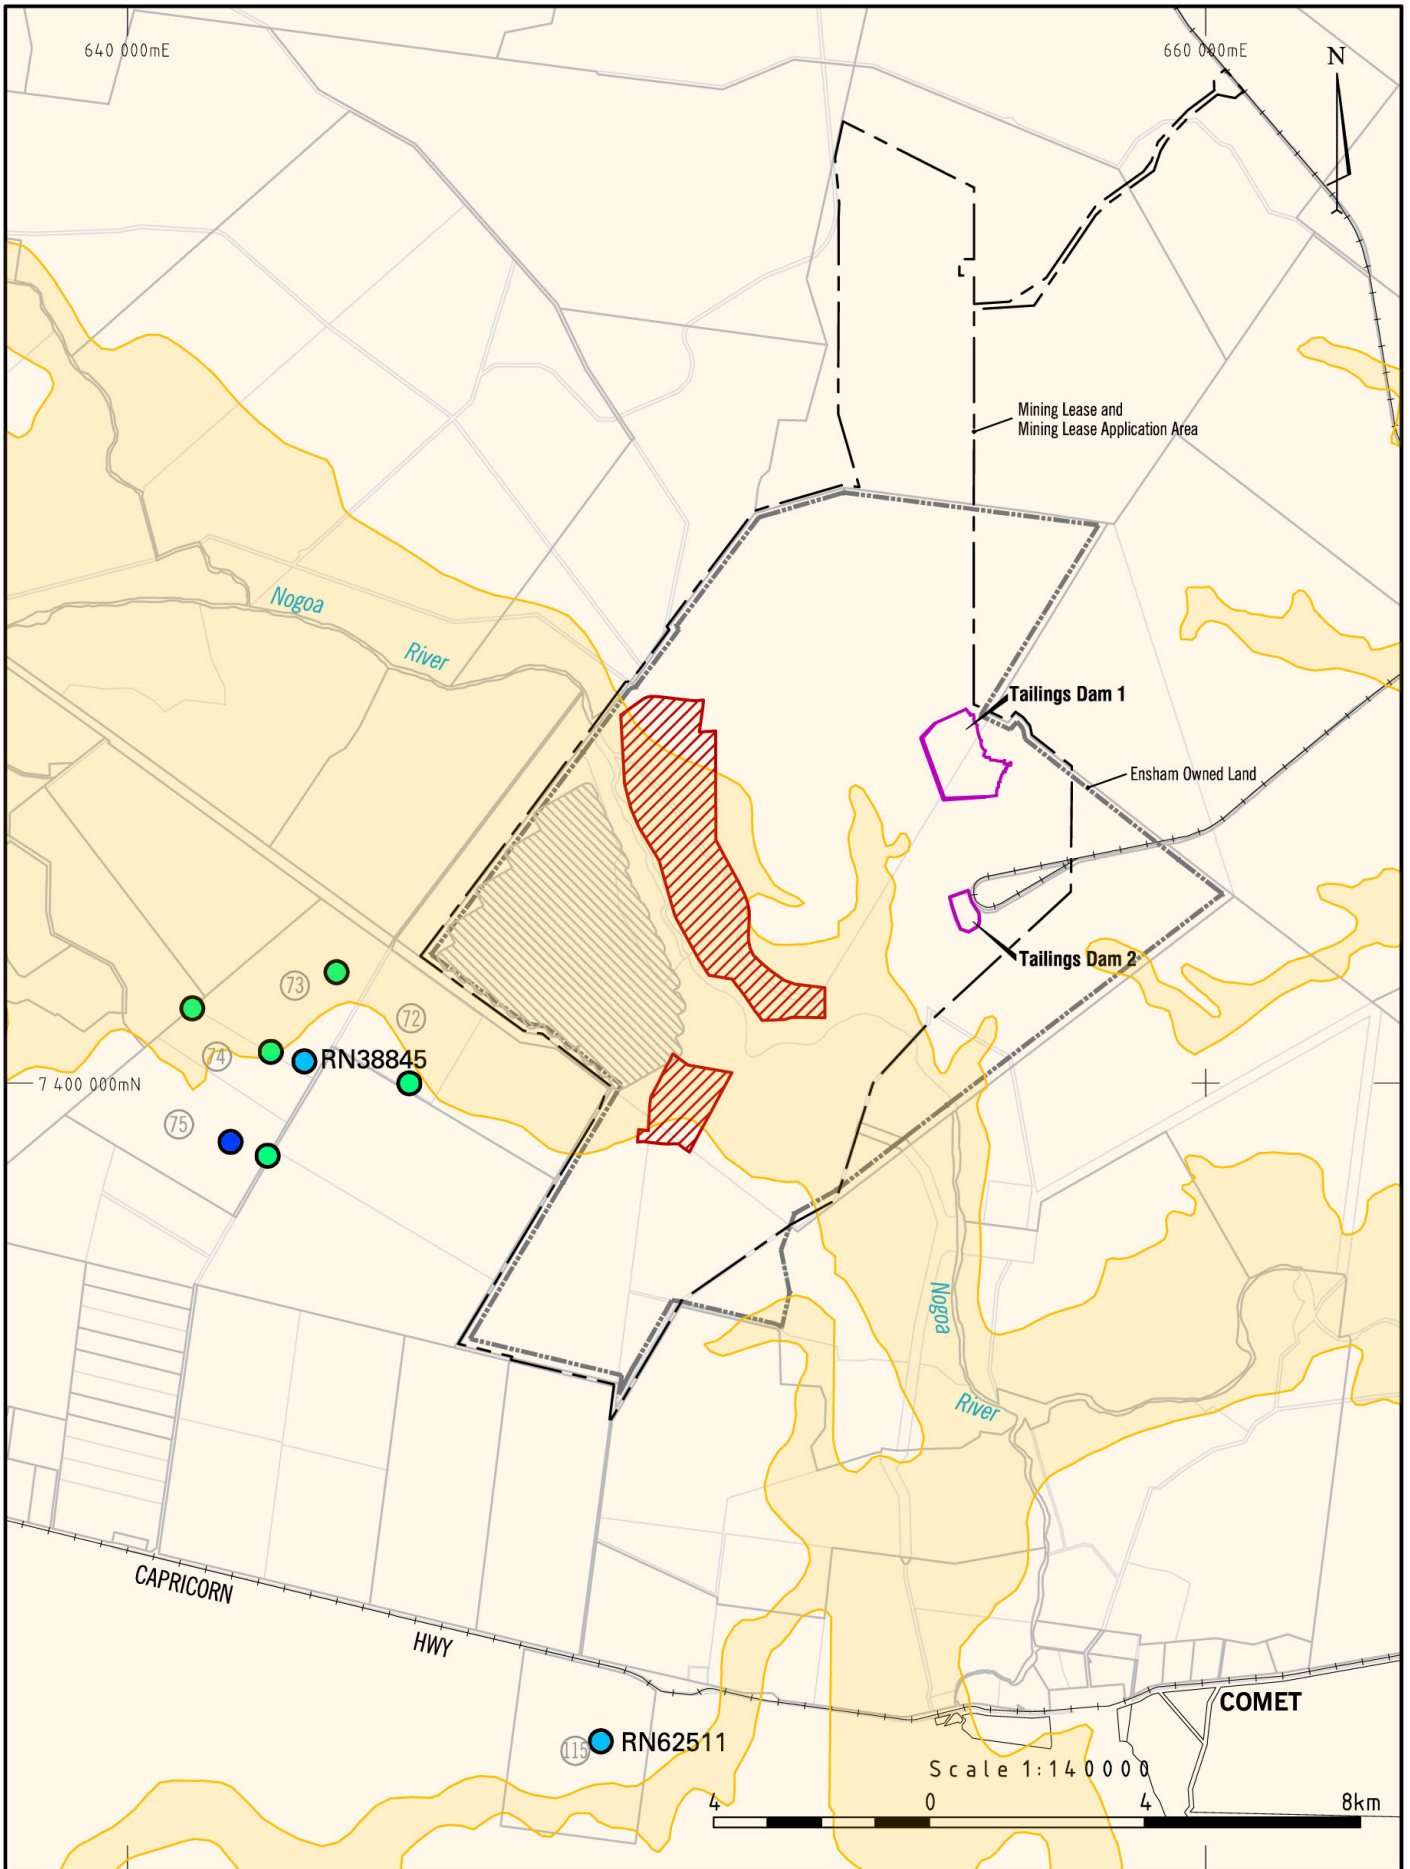 640 000mE
660 000mE
N
Mining Lease and
Mining Lease Application Area
Nogoa
River
Tailings Dam 1
Ensham Owned Land
Tailings Dam 2
73
72
74
RN38845
7 400 000mN
75
Nogoa
River
CAPRICORN
HWY
COMET
115
RN62511
Scale 1:140000
4 0 4 8km